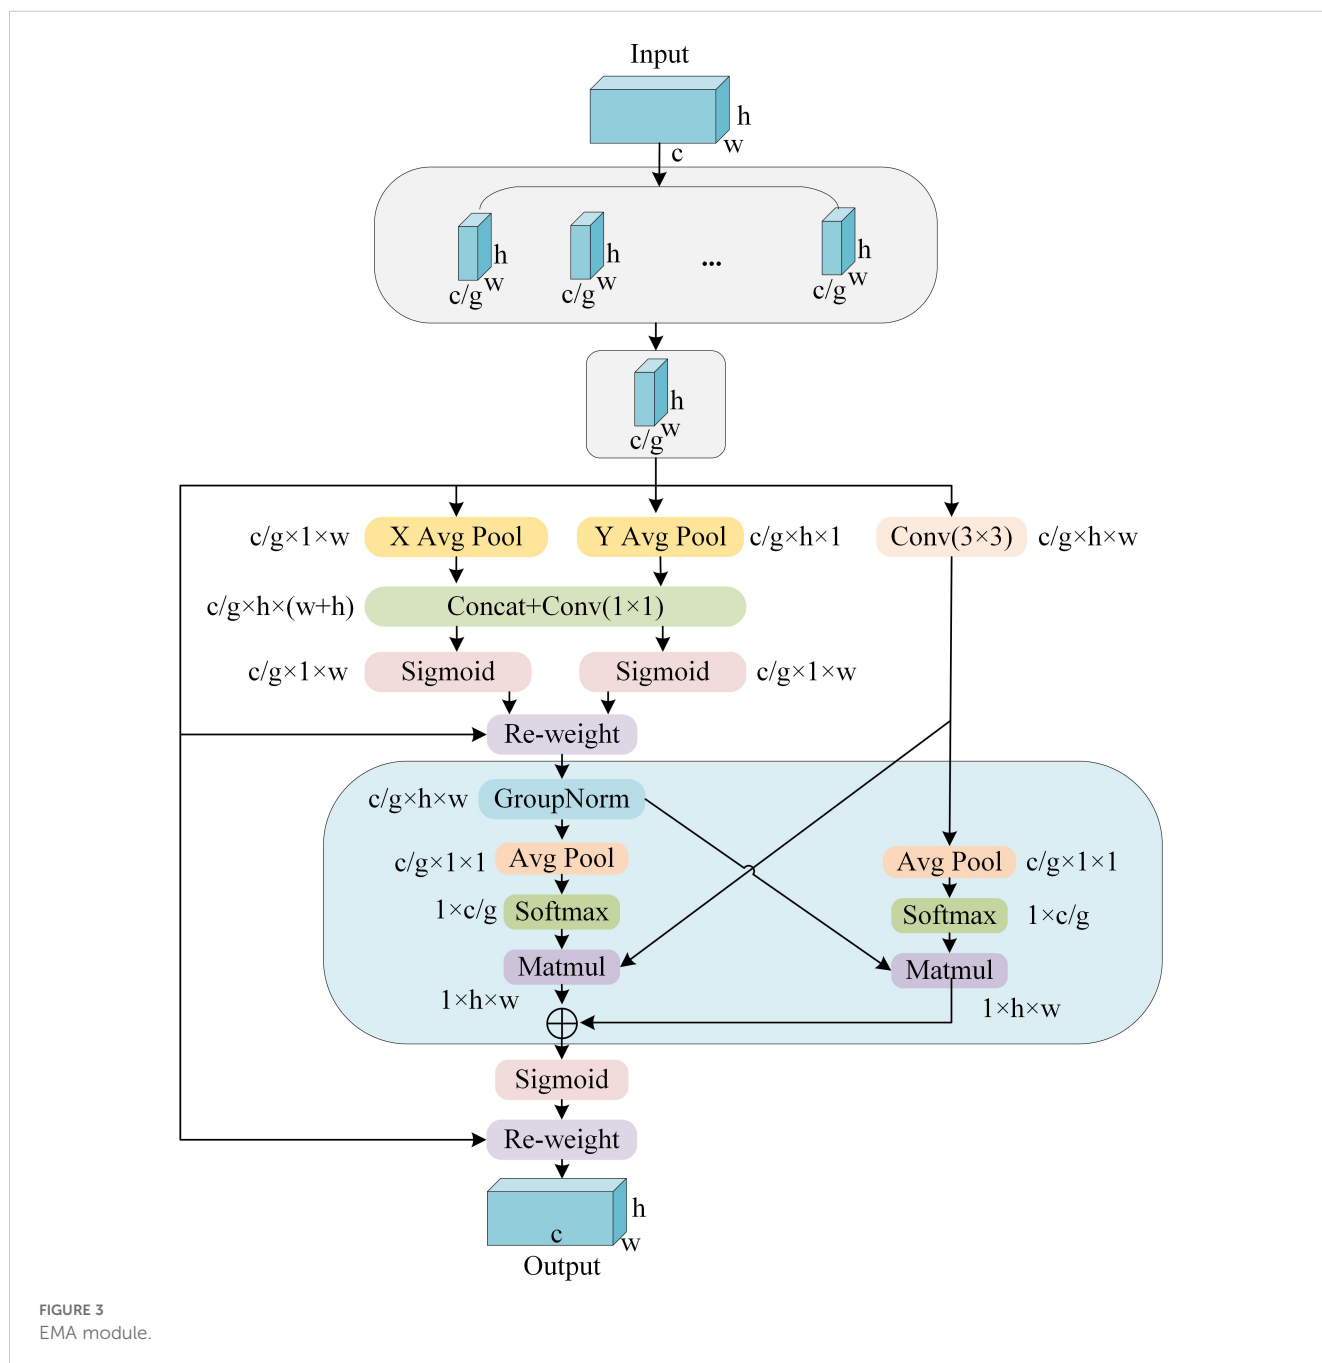 Input
h
w
c
h
w
c/g
h
w
c/g
...
h
w
c/g
h
w
c/g
c/g×1×w
X Avg Pool
Y Avg Pool
c/g×h×1
Conv(3×3)
c/g×h×w
c/g×h×(w+h)
Concat+Conv(1×1)
c/g×1×w
Sigmoid
Sigmoid
c/g×1×w
Re-weight
c/g×h×w
GroupNorm
c/g×1×1
Avg Pool
Avg Pool
c/g×1×1
1×c/g
Softmax
Softmax
1×c/g
Matmul
Matmul
1×h×w
1×h×w
Sigmoid
Re-weight
h
c
w
Output
FIGURE 3
EMA module.